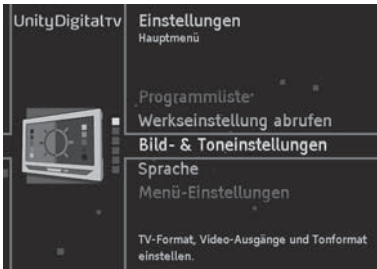 UnityDigitalTV
Einstellungen
Hauptmenü
Programmliste
Werkseinstellung abrufen
Bild- & Toneinstellungen
Sprache
Menü-Einstellungen
TV-Format, Video-Ausgänge und Tonformat
einstellen.